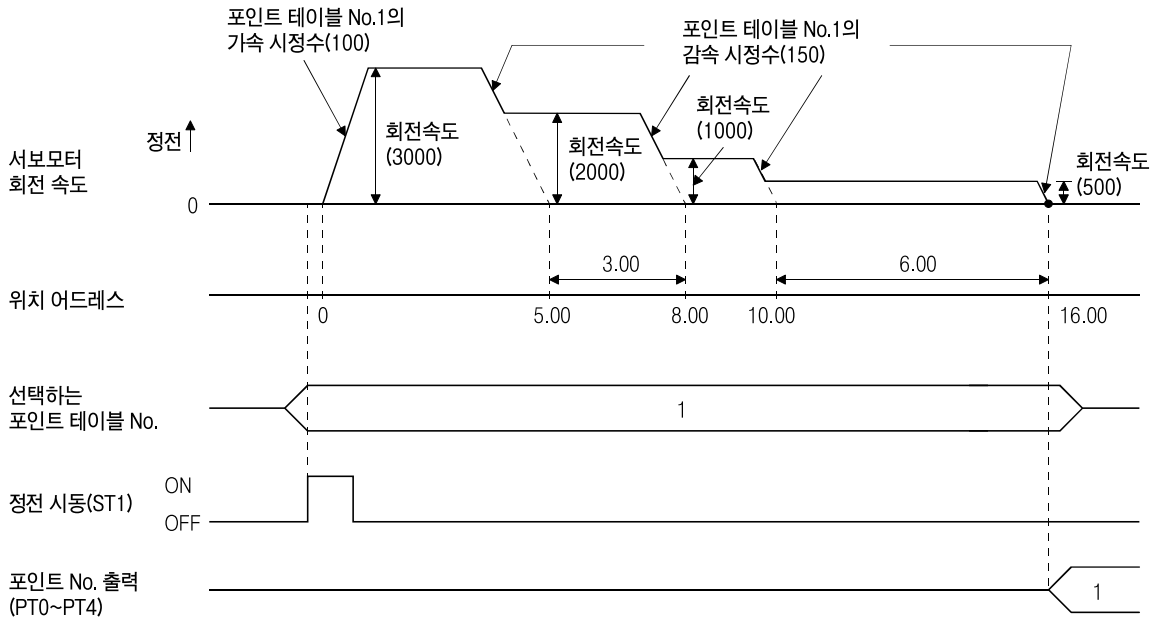 포인트 테이블 No.1의
가속 시정수(100)
포인트 테이블 No.1의
감속 시정수(150)
정전
회전속도
(3000)
회전속도
(2000)
회전속도
(1000)
회전속도
(500)
서보모터
회전 속도
0
3.00
6.00
위치 어드레스
0
5.00
8.00
10.00
16.00
선택하는
포인트 테이블 No.
1
정전 시동(ST1)
ON
OFF
포인트 No. 출력
(PT0~PT4)
1